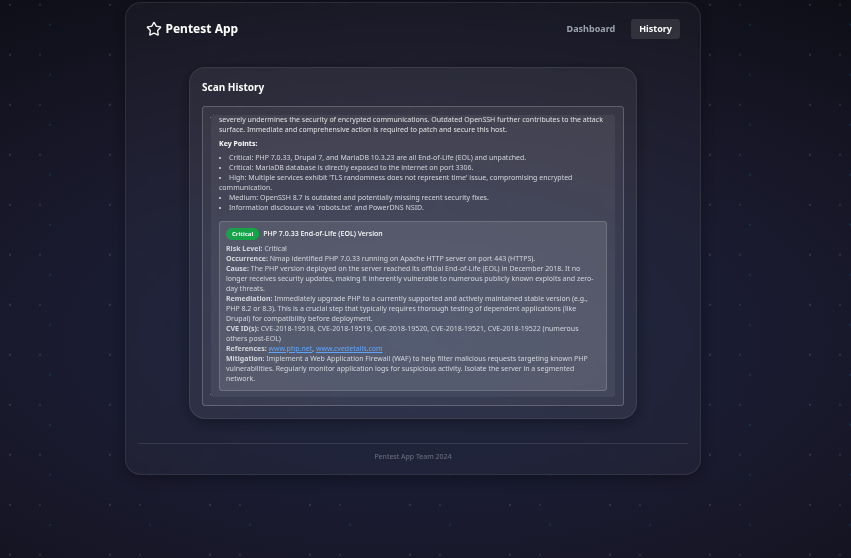 Pentest App
Dashboard
History
Scan History
severely undermines the security of encrypted communications. Outdated OpenSSH further contributes to the attack
surface. Immediate and comprehensive action is required to patch and secure this host.
Key Points:
• Critical: PHP 7.0.33, Drupal 7, and MariaDB 10.3.23 are all End-of-Life (EOL) and unpatched.
• Critical: MariaDB database is directly exposed to the internet on port 3306.
• High: Multiple services exhibit 'TLS randomness does not represent time' issue, compromising encrypted
communication.
• Medium: OpenSSH 8.7 is outdated and potentially missing recent security fixes.
• Information disclosure via `robots.txt` and PowerDNS NSID.
Critical PHP 7.0.33 End-of-Life (EOL) Version
Risk Level: Critical
Occurrence: Nmap identified PHP 7.0.33 running on Apache HTTP server on port 443 (HTTPS).
Cause: The PHP version deployed on the server reached its official End-of-Life (EOL) in December 2018. It no
longer receives security updates, making it inherently vulnerable to numerous publicly known exploits and zero-
day threats.
Remediation: Immediately upgrade PHP to a currently supported and actively maintained stable version (e.g.,
PHP 8.2 or 8.3). This is a crucial step that typically requires thorough testing of dependent applications (like
Drupal) for compatibility before deployment.
CVE ID(s): CVE-2018-19518, CVE-2018-19519, CVE-2018-19520, CVE-2018-19521, CVE-2018-19522 (numerous
others post-EOL)
References: www.php.net, www.cvedetails.com
Mitigation: Implement a Web Application Firewall (WAF) to help filter malicious requests targeting known PHP
vulnerabilities. Regularly monitor application logs for suspicious activity. Isolate the server in a segmented
network.
Pentest App Team 2024